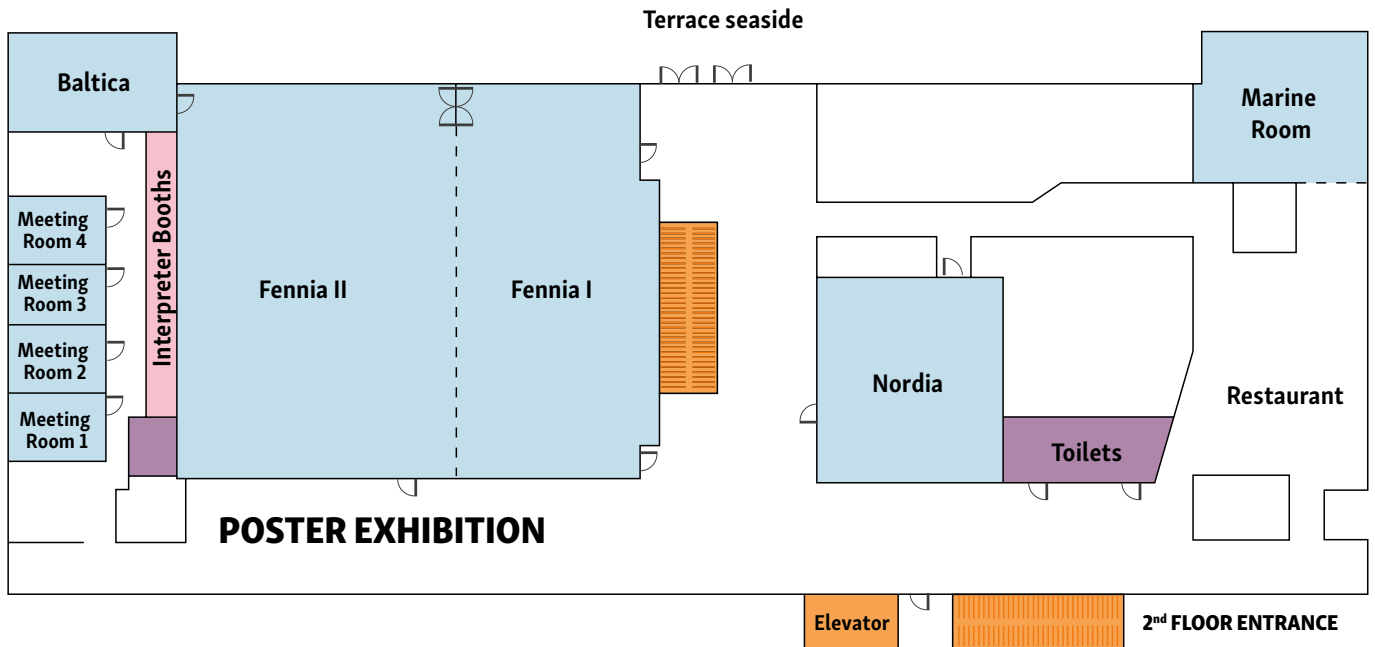 Terrace seaside
Baltica
Marine
Room
Interpreter Booths
Meeting
Room 4
Meeting
Room 3
Meeting
Room 2
Meeting
Room 1
Fennia II
Fennia I
Nordia
Restaurant
Toilets
POSTER EXHIBITION
Elevator
2nd FLOOR ENTRANCE